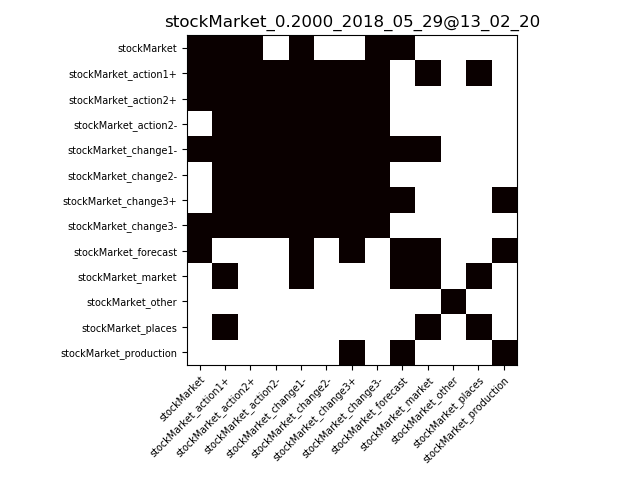 stockMarket_0.2000_2018_05_29@13_02_20
stockMarket
stockMarket_action1+
stockMarket_action2+
stockMarket_action2-
stockMarket_change1-
stockMarket_change2-
stockMarket_change3+
stockMarket_change3-
stockMarket_forecast
stockMarket_market
stockMarket_other
stockMarket_places
stockMarket_production
stockMarket
stockMarket_action1+
stockMarket_action2+
stockMarket_action2-
stockMarket_change1-
stockMarket_change2-
stockMarket_change3+
stockMarket_change3-
stockMarket_forecast
stockMarket_market
stockMarket_other
stockMarket_places
stockMarket_production